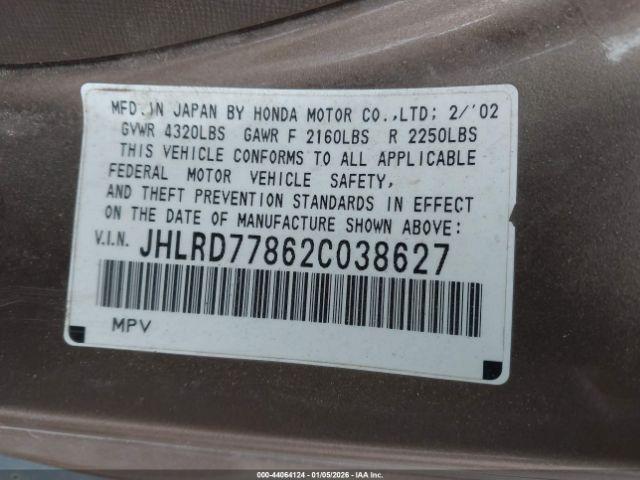 MFD.IN JAPAN BY HONDA MOTOR CO.,LTD; 2/'02
GVWR 4320LBS GAWR F 2160LBS R 2250LBS
THIS VEHICLE CONFORMS TO ALL APPLICABLE
FEDERAL MOTOR VEHICLE SAFETY,
AND THEFT PREVENTION STANDARDS IN EFFECT
ON THE DATE OF MANUFACTURE SHOWN ABOVE:
V.I.N. JHLRD77862C038627
MPV
000-44064124 - 01/05/2026 - IAA Inc.